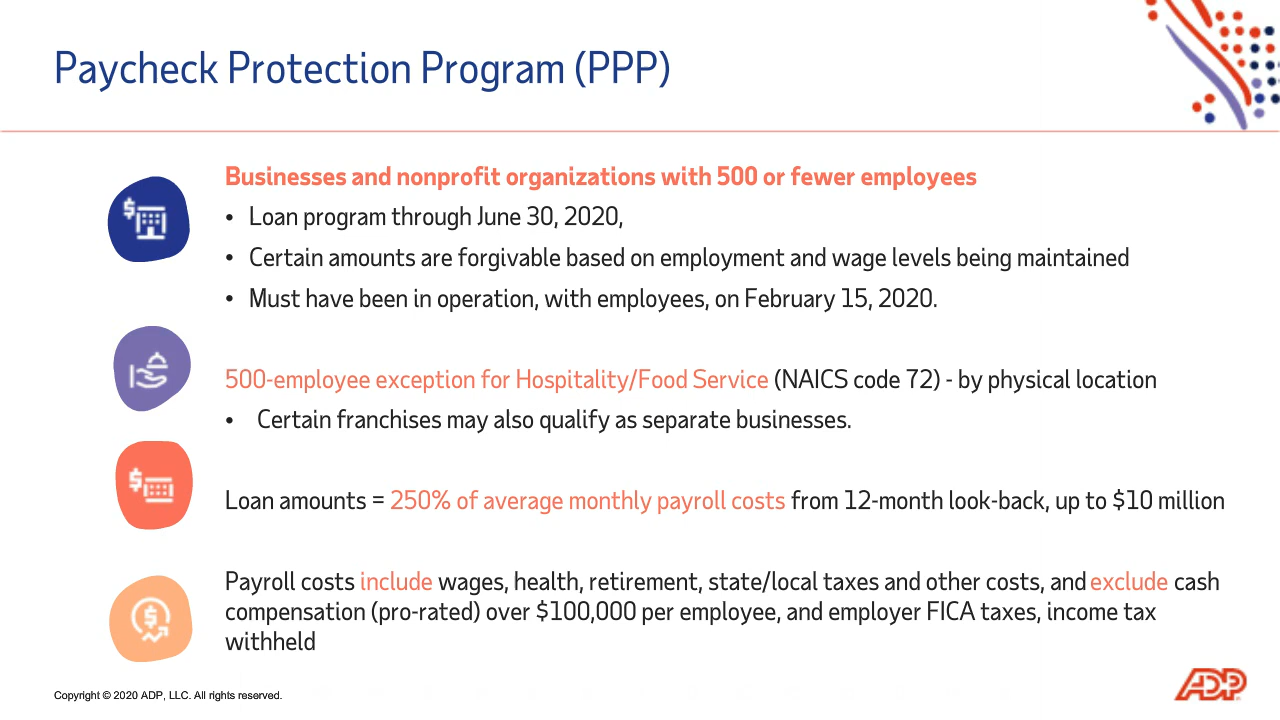 Paycheck Protection Program (PPP)
Businesses and nonprofit organizations with 500 or fewer employees
• Loan program through June 30, 2020,
• Certain amounts are forgivable based on employment and wage levels being maintained
• Must have been in operation, with employees, on February 15, 2020.
500-employee exception for Hospitality/Food Service (NAICS code 72) - by physical location
• Certain franchises may also qualify as separate businesses.
Loan amounts = 250% of average monthly payroll costs from 12-month look-back, up to $10 million
Payroll costs include wages, health, retirement, state/local taxes and other costs, and exclude cash
compensation (pro-rated) over $100,000 per employee, and employer FICA taxes, income tax
withheld
Copyright © 2020 ADP, LLC. All rights reserved.
ADP